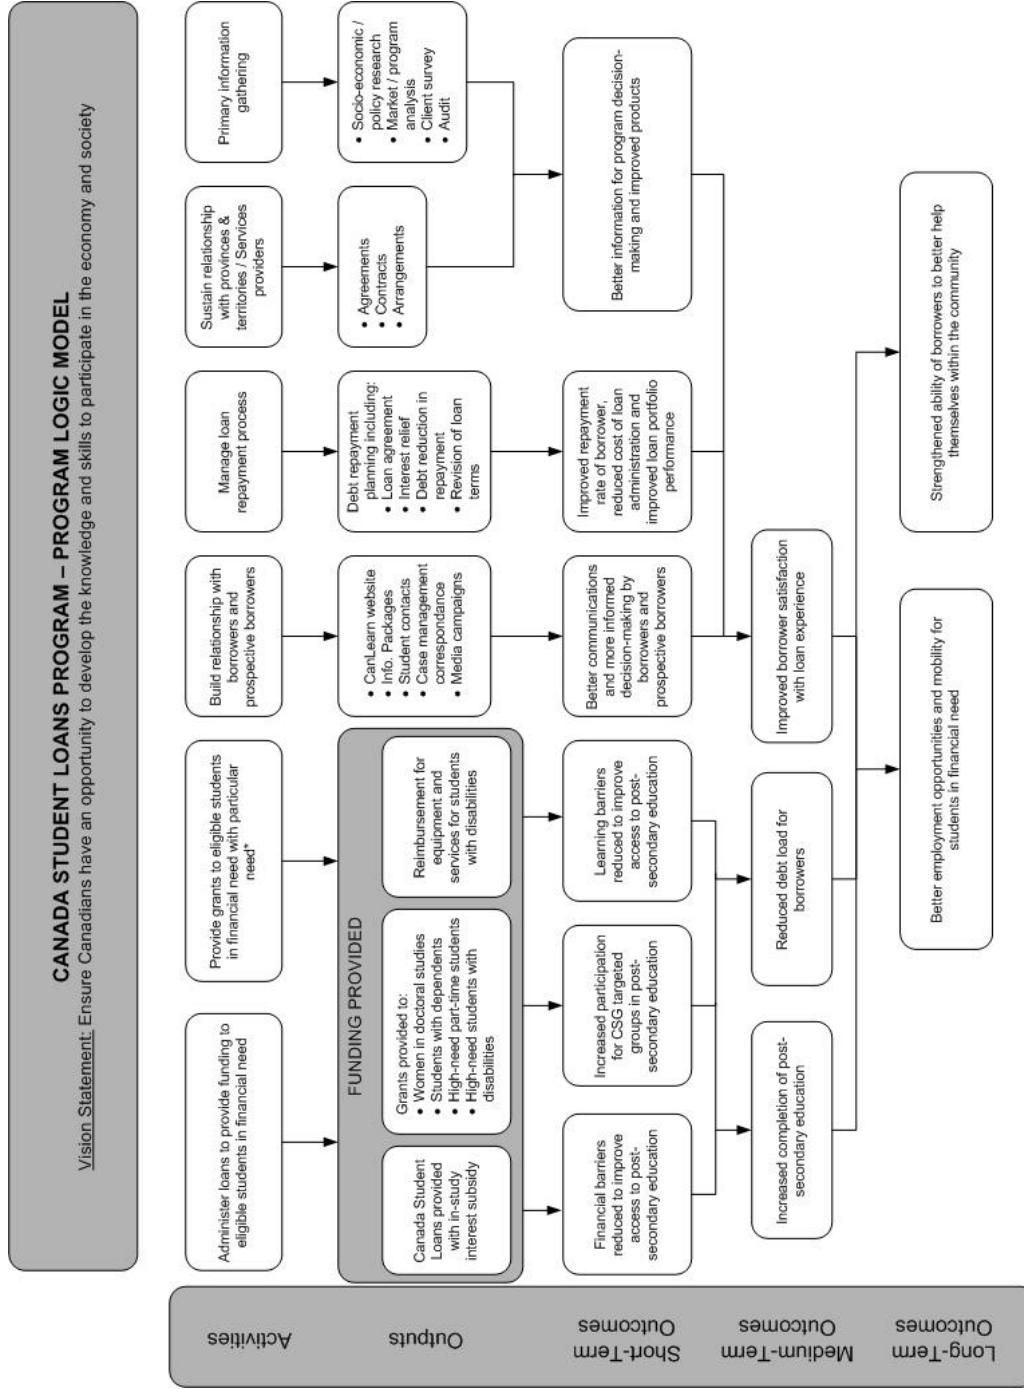 CANADA STUDENT LOANS PROGRAM – PROGRAM LOGIC MODEL
Vision Statement: Ensure Canadians have an opportunity to develop the knowledge and skills to participate in the economy and society
Activities
Administer loans to provide funding to
eligible students in financial need
Provide grants to eligible students
in financial need with particular
need*
Build relationship with
borrowers and
prospective borrowers
Manage loan
repayment process
Sustain relationship
with provinces &
territories / Services
providers
Primary information
gathering
Outputs
FUNDING PROVIDED
Canada Student
Loans provided
with in-study
interest subsidy
Grants provided to:
• Women in doctoral studies
• Students with dependents
• High-need part-time students
• High-need students with
disabilities
Reimbursement for
equipment and
services for students
with disabilities
• CanLearn website
• Info. Packages
• Student contacts
• Case management
correspondance
• Media campaigns
Debt repayment
planning including:
• Loan agreement
• Interest relief
• Debt reduction in
repayment
• Revision of loan
terms
• Agreements
• Contracts
• Arrangements
• Socio-economic /
policy research
• Market / program
analysis
• Client survey
• Audit
Short-Term
Outcomes
Financial barriers
reduced to improve
access to post-
secondary education
Increased participation
for CSG targeted
groups in post-
secondary education
Learning barriers
reduced to improve
access to post-
secondary education
Better communications
and more informed
decision-making by
borrowers and
prospective borrowers
Improved repayment
rate of borrower,
reduced cost of loan
administration and
improved loan portfolio
performance
Better information for program decision-
making and improved products
Medium-Term
Outcomes
Increased completion of post-
secondary education
Reduced debt load for
borrowers
Improved borrower satisfaction
with loan experience
Long-Term
Outcomes
Better employment opportunities and mobility for
students in financial need
Strengthened ability of borrowers to better help
themselves within the community